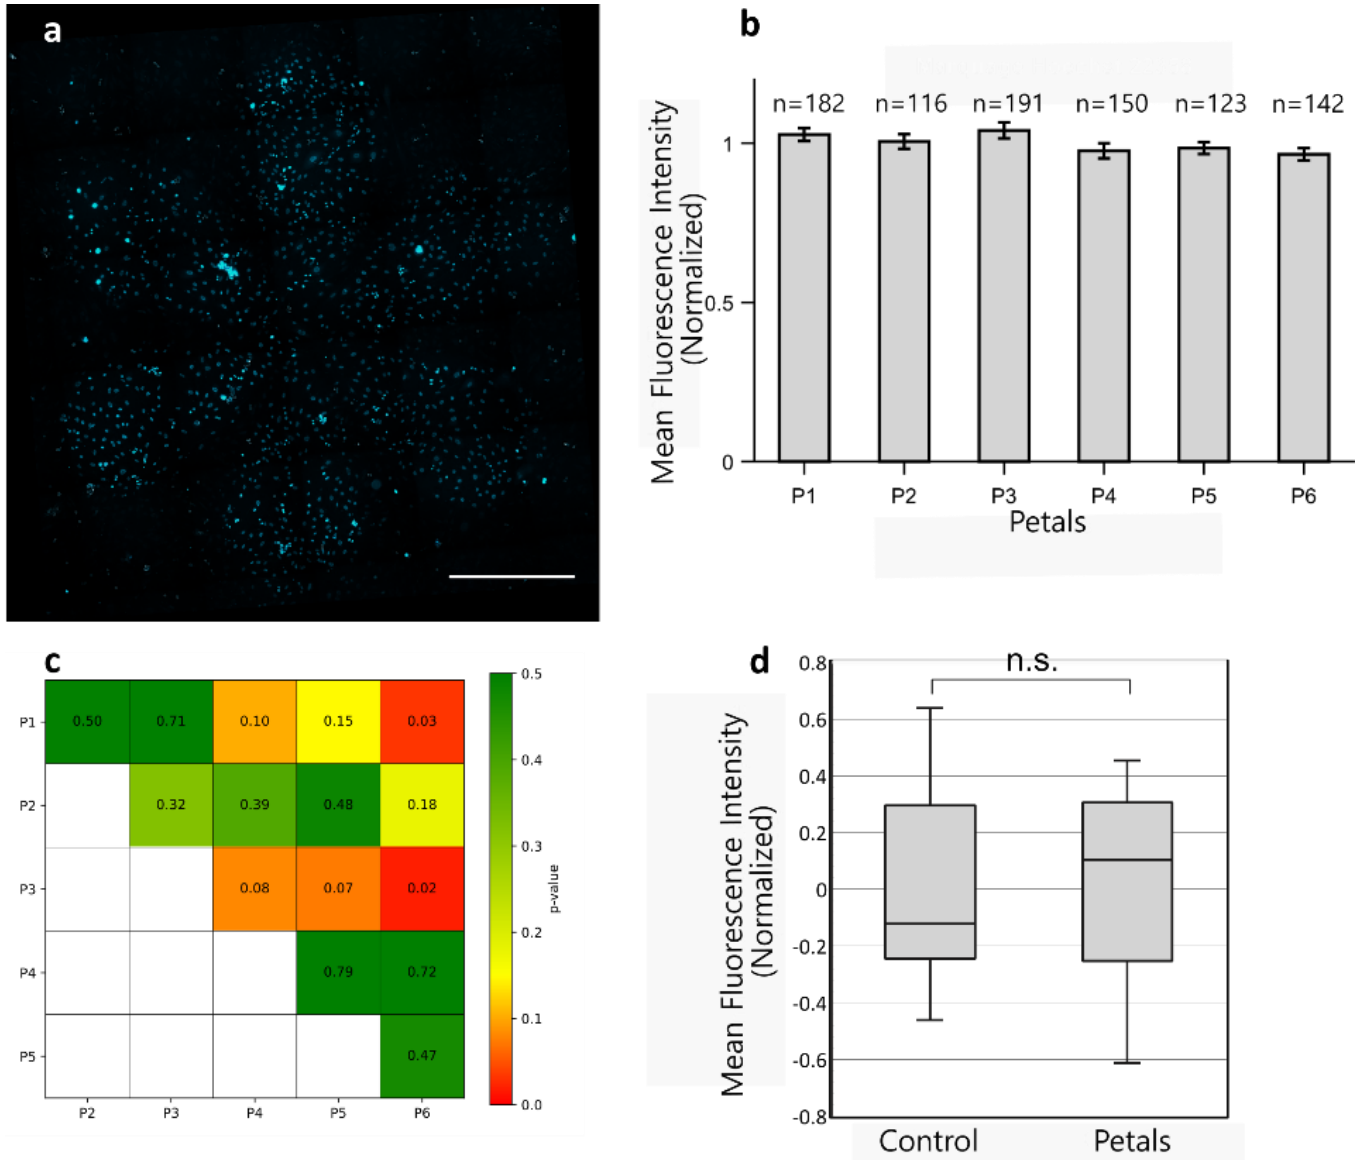 a
b
Mean Fluorescence Intensity
(Normalized)
n=182 n=116 n=191 n=150 n=123 n=142
1
0.5
0
P1 P2 P3 P4 P5 P6
Petals
c
P1 0.50 0.71 0.10 0.15 0.03
P2 0.32 0.39 0.48 0.18
P3 0.08 0.07 0.02
P4 0.79 0.72
P5 0.47
P2 P3 P4 P5 P6
0.5
0.4
0.3
0.2
0.1
0.0
p-value
d
Mean Fluorescence Intensity
(Normalized)
n.s.
0.8
0.6
0.4
0.2
0
-0.2
-0.4
-0.6
-0.8
Control Petals